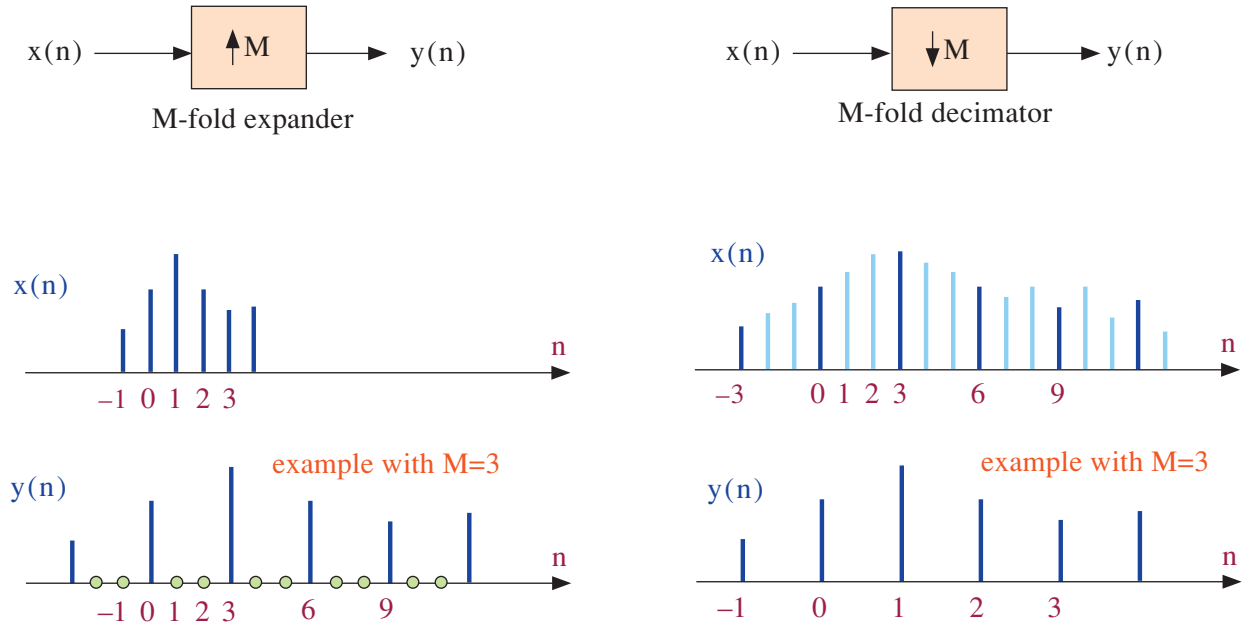 x(n)
↑M
y(n)
M-fold expander
x(n)
n
–1 0 1 2 3
example with M=3
y(n)
n
–1 0 1 2 3 6 9
x(n)
↓M
y(n)
M-fold decimator
x(n)
n
–3 0 1 2 3 6 9
example with M=3
y(n)
n
–1 0 1 2 3